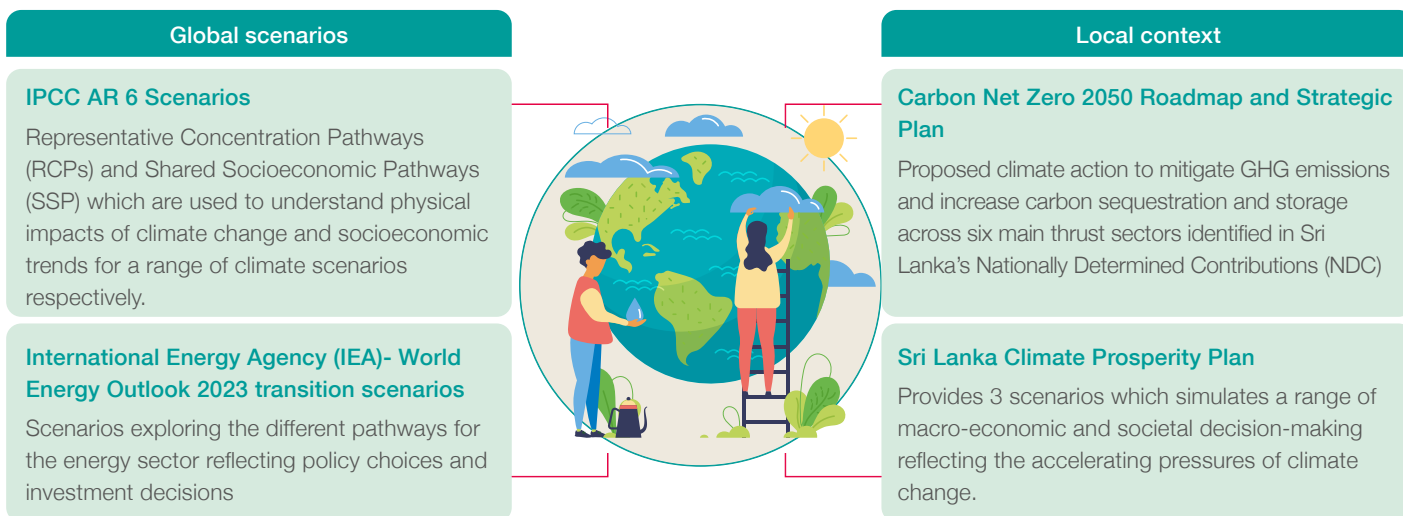 Global scenarios
IPCC AR 6 Scenarios
Representative Concentration Pathways
(RCPs) and Shared Socioeconomic Pathways
(SSP) which are used to understand physical
impacts of climate change and socioeconomic
trends for a range of climate scenarios
respectively.
International Energy Agency (IEA)- World
Energy Outlook 2023 transition scenarios
Scenarios exploring the different pathways for
the energy sector reflecting policy choices and
investment decisions
Local context
Carbon Net Zero 2050 Roadmap and Strategic
Plan
Proposed climate action to mitigate GHG emissions
and increase carbon sequestration and storage
across six main thrust sectors identified in Sri
Lanka's Nationally Determined Contributions (NDC)
Sri Lanka Climate Prosperity Plan
Provides 3 scenarios which simulates a range of
macro-economic and societal decision-making
reflecting the accelerating pressures of climate
change.